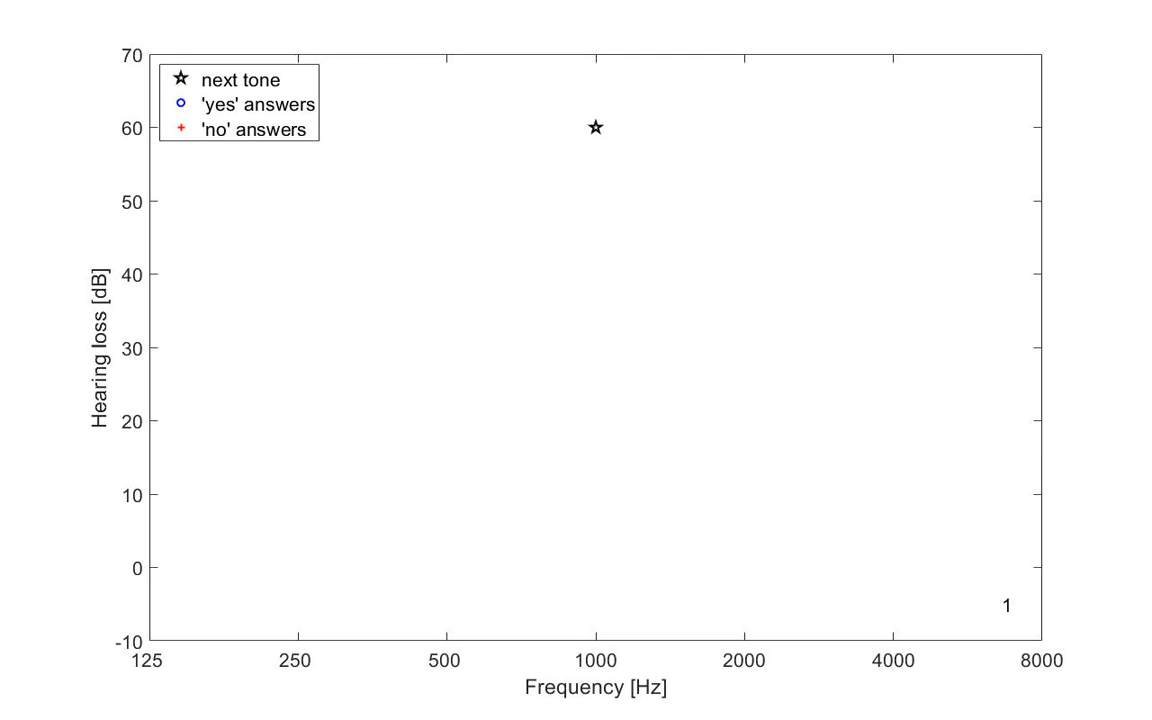 70
60
50
40
30
20
10
0
-10
Hearing loss [dB]
next tone
'yes' answers
'no' answers
1
125 250 500 1000 2000 4000 8000
Frequency [Hz]